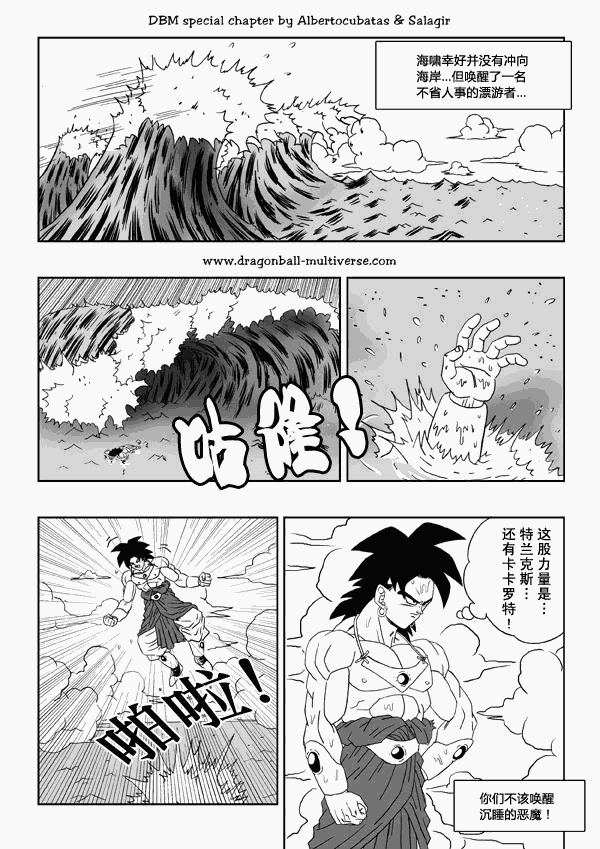 DBM special chapter by Albertocubatas & Salagir
海啸幸好并没有冲向
海岸...但唤醒了一名
不省人事的漂游者...
www.dragonball-multiverse.com
咕隆！
啪啦！
这股力量是…
特兰克斯…
还有卡卡罗特！
你们不该唤醒
沉睡的恶魔！